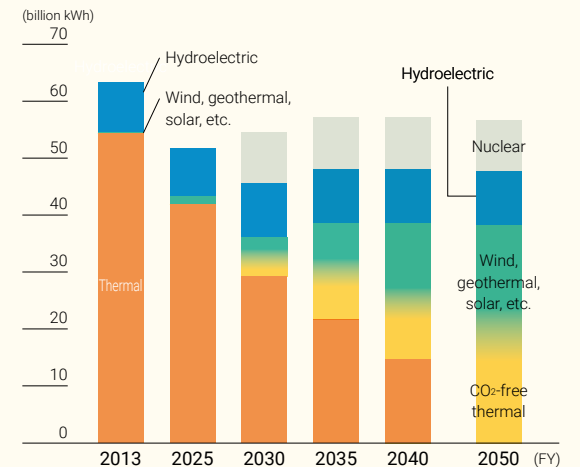 (billion kWh)
70
60
50
40
30
20
10
0
Hydroelectric
Wind, geothermal,
solar, etc.
Thermal
Hydroelectric
Nuclear
Wind,
geothermal,
solar, etc.
CO2-free
thermal
2013 2025 2030 2035 2040 2050 (FY)